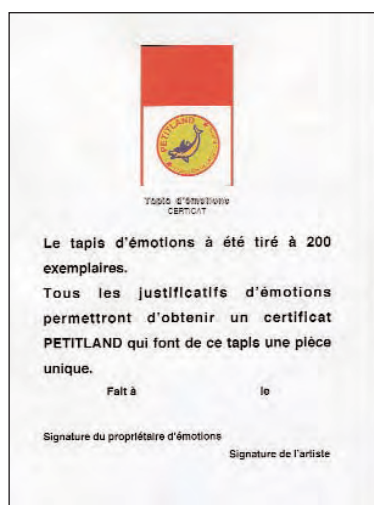 PETITLAND
Tapis d'émotions
CERTICAT
Le tapis d'émotions à été tiré à 200
exemplaires.
Tous les justificatifs d'émotions
permettront d'obtenir un certificat
PETITLAND qui font de ce tapis une pièce
unique.
Fait à le
Signature du propriétaire d'émotions
Signature de l'artiste